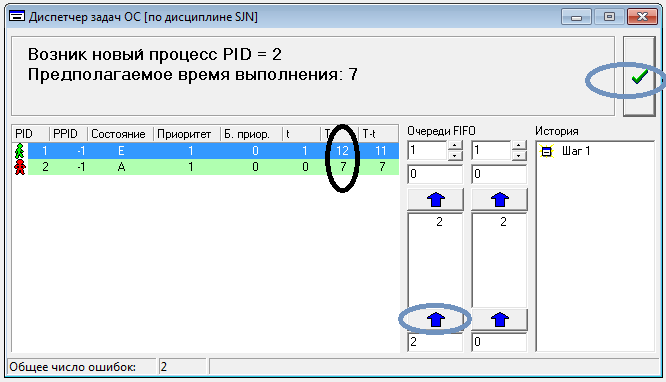 Диспетчер задач ОС [по дисциплине SJN]
Возник новый процесс PID = 2
Предполагаемое время выполнения: 7
PID PPID Состояние Приоритет Б. приор. t T T-t
1 -1 E 1 0 1 12 11
2 -1 A 1 0 0 7 7
Очереди FIFO
1 1
0 0
2 2
2 0
История
Шаг 1
Общее число ошибок: 2